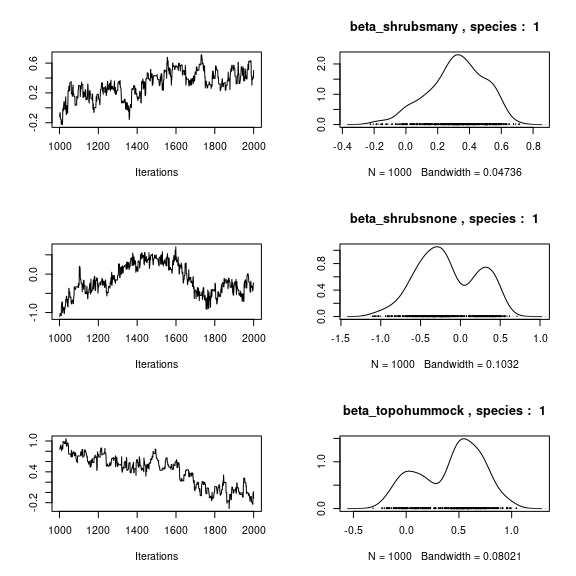 beta_shrubsmany , species : 1
0.6
0.2
-0.2
1000 1200 1400 1600 1800 2000
Iterations
2.0
1.0
0.0
-0.4 0.0 0.2 0.4 0.6 0.8
N = 1000 Bandwidth = 0.04736
beta_shrubsnone , species : 1
0.0
-1.0
1000 1200 1400 1600 1800 2000
Iterations
0.8
0.4
0.0
-1.5 -1.0 -0.5 0.0 0.5 1.0
N = 1000 Bandwidth = 0.1032
beta_topohummock , species : 1
1.0
0.4
-0.2
1000 1200 1400 1600 1800 2000
Iterations
1.0
0.0
-0.5 0.0 0.5 1.0
N = 1000 Bandwidth = 0.08021